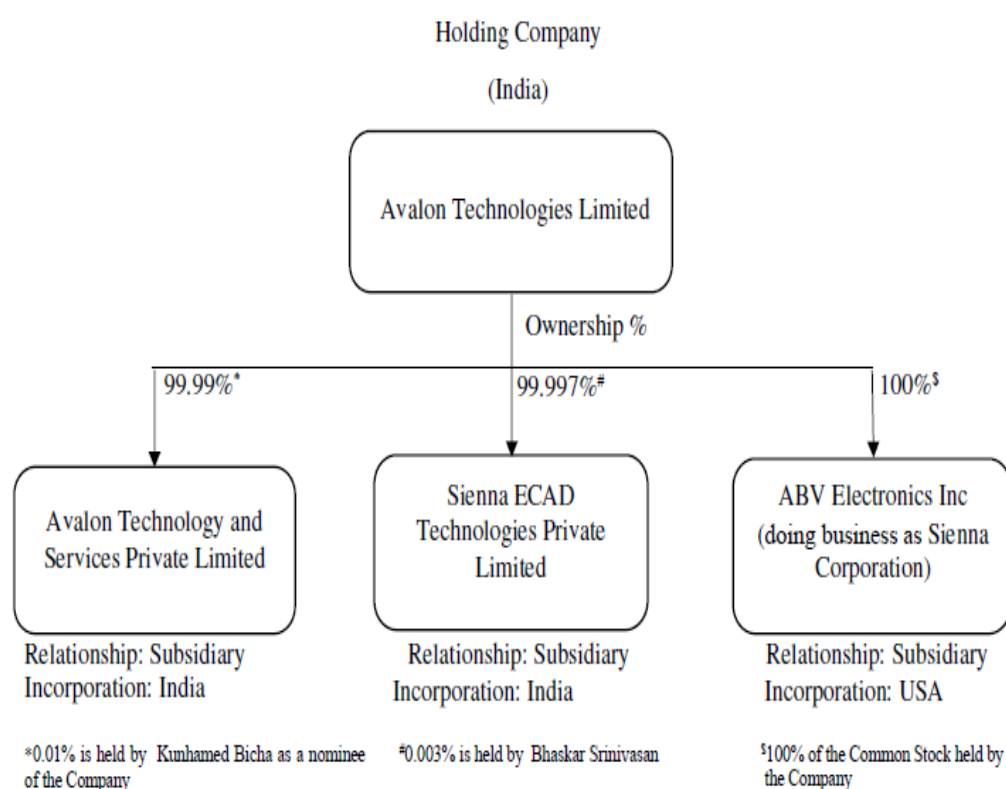 Holding Company
(India)
Avalon Technologies Limited
Ownership %
99.99%*
99.997%#
100%$
Avalon Technology and
Services Private Limited
Relationship: Subsidiary
Incorporation: India
*0.01% is held by Kunhamed Bicha as a nominee
of the Company
Sienna ECAD
Technologies Private
Limited
Relationship: Subsidiary
Incorporation: India
#0.003% is held by Bhaskar Srinivasan
ABV Electronics Inc
(doing business as Sienna
Corporation)
Relationship: Subsidiary
Incorporation: USA
$100% of the Common Stock held by
the Company